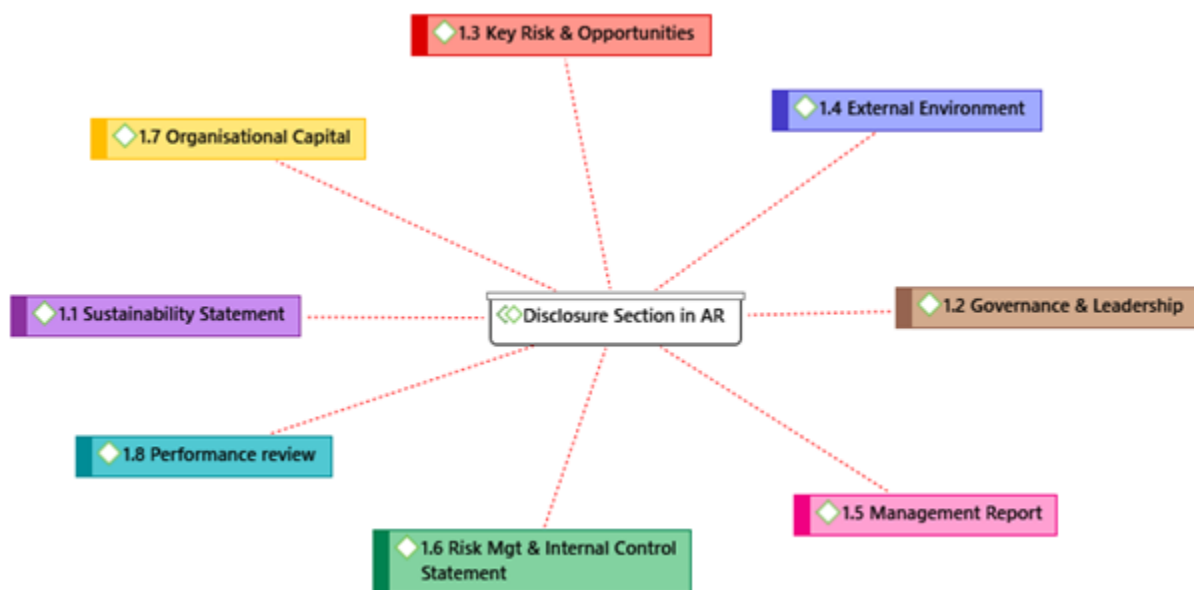 1.3 Key Risk & Opportunities
1.4 External Environment
1.7 Organisational Capital
1.1 Sustainability Statement
Disclosure Section in AR
1.2 Governance & Leadership
1.8 Performance review
1.5 Management Report
1.6 Risk Mgt & Internal Control
Statement